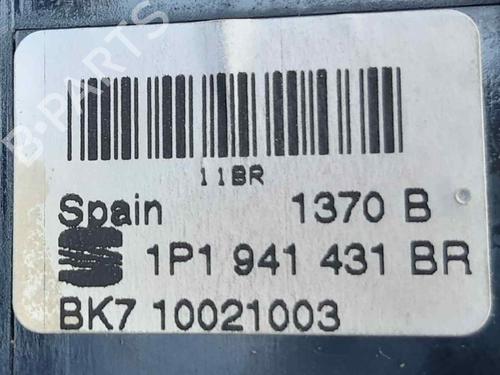 B-PARTS
11BR
Spain 1370 B
1P1 941 431 BR
BK7 10021003